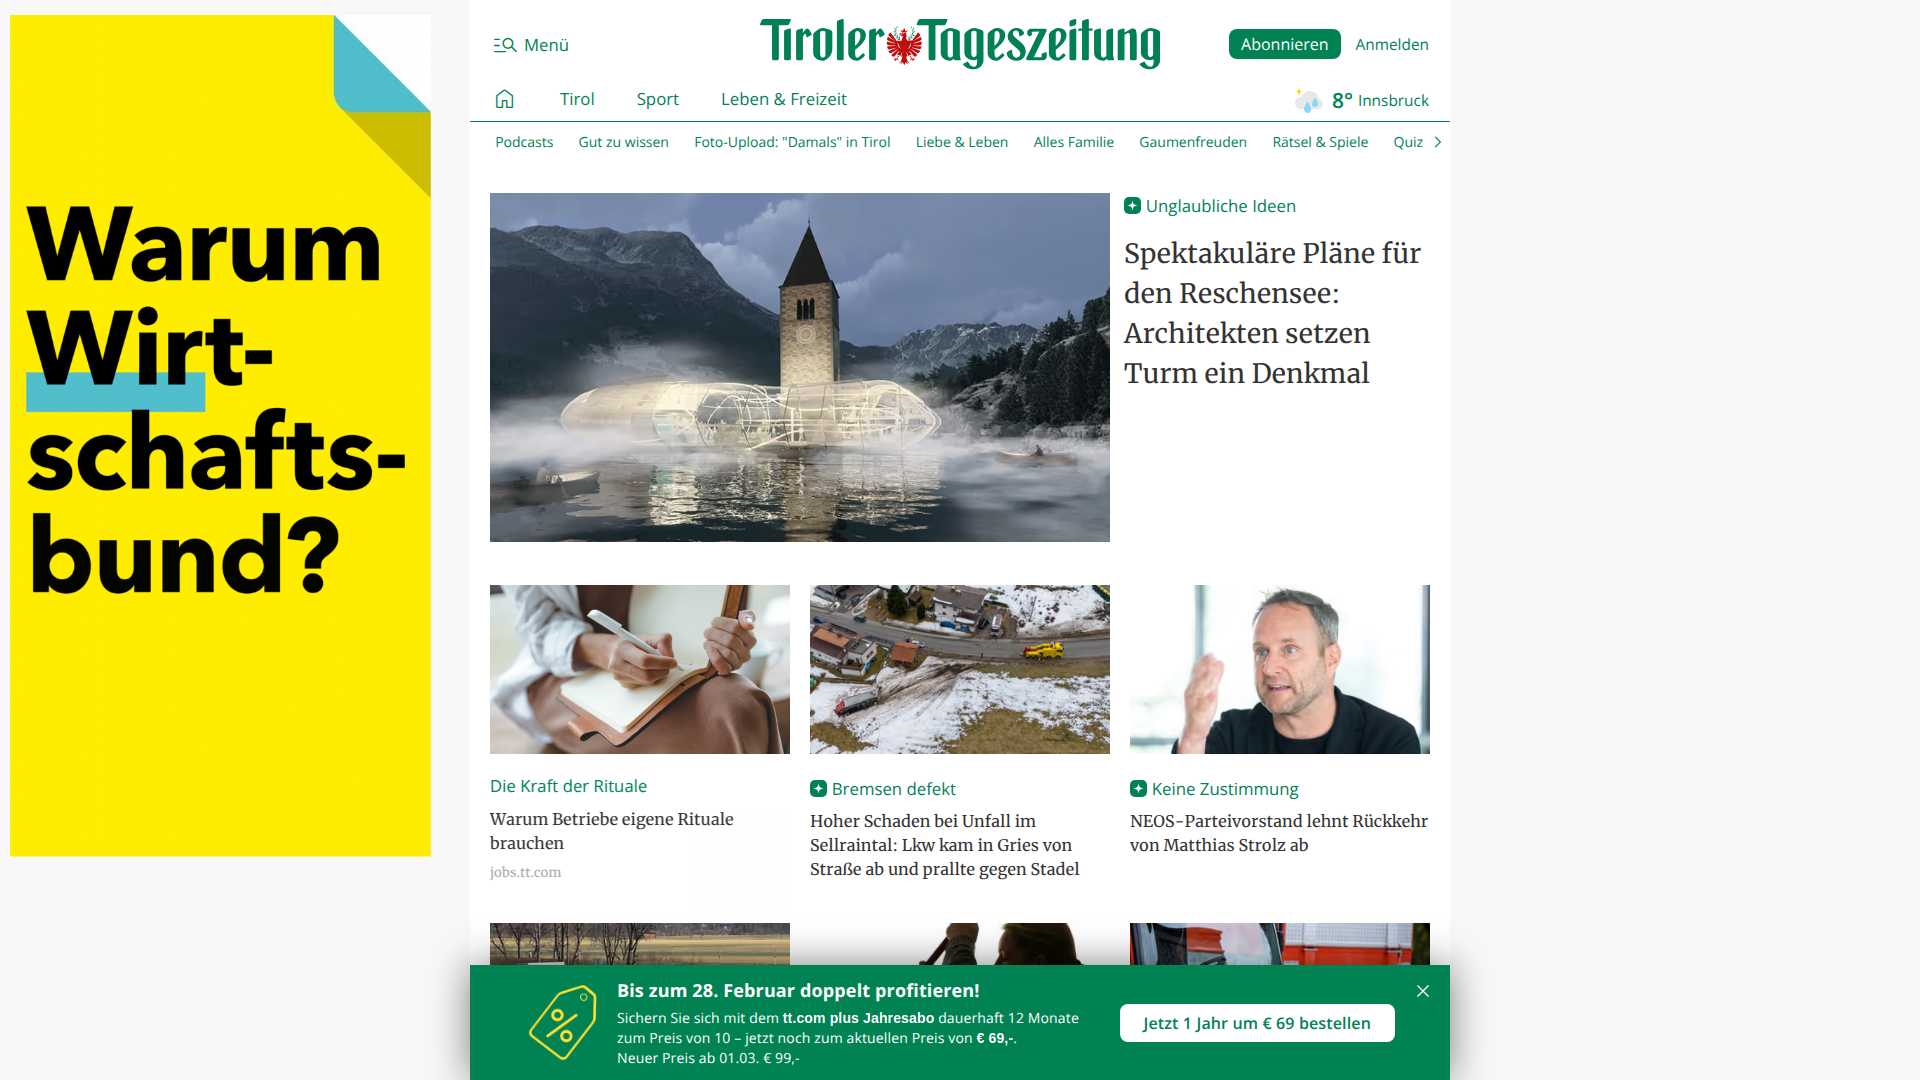 Warum
Wirt-
schafts-
bund?
Menü
Tiroler Tageszeitung
Abonnieren
Anmelden
Tirol
Sport
Leben & Freizeit
8° Innsbruck
Podcasts
Gut zu wissen
Foto-Upload: "Damals" in Tirol
Liebe & Leben
Alles Familie
Gaumenfreuden
Rätsel & Spiele
Quiz
Unglaubliche Ideen
Spektakuläre Pläne für
den Reschensee:
Architekten setzen
Turm ein Denkmal
Die Kraft der Rituale
Warum Betriebe eigene Rituale
brauchen
jobs.tt.com
Bremsen defekt
Hoher Schaden bei Unfall im
Sellraintal: Lkw kam in Gries von
Straße ab und prallte gegen Stadel
Keine Zustimmung
NEOS-Parteivorstand lehnt Rückkehr
von Matthias Strolz ab
Bis zum 28. Februar doppelt profitieren!
Sichern Sie sich mit dem tt.com plus Jahresabo dauerhaft 12 Monate
zum Preis von 10 – jetzt noch zum aktuellen Preis von € 69,-.
Neuer Preis ab 01.03. € 99,-
Jetzt 1 Jahr um € 69 bestellen